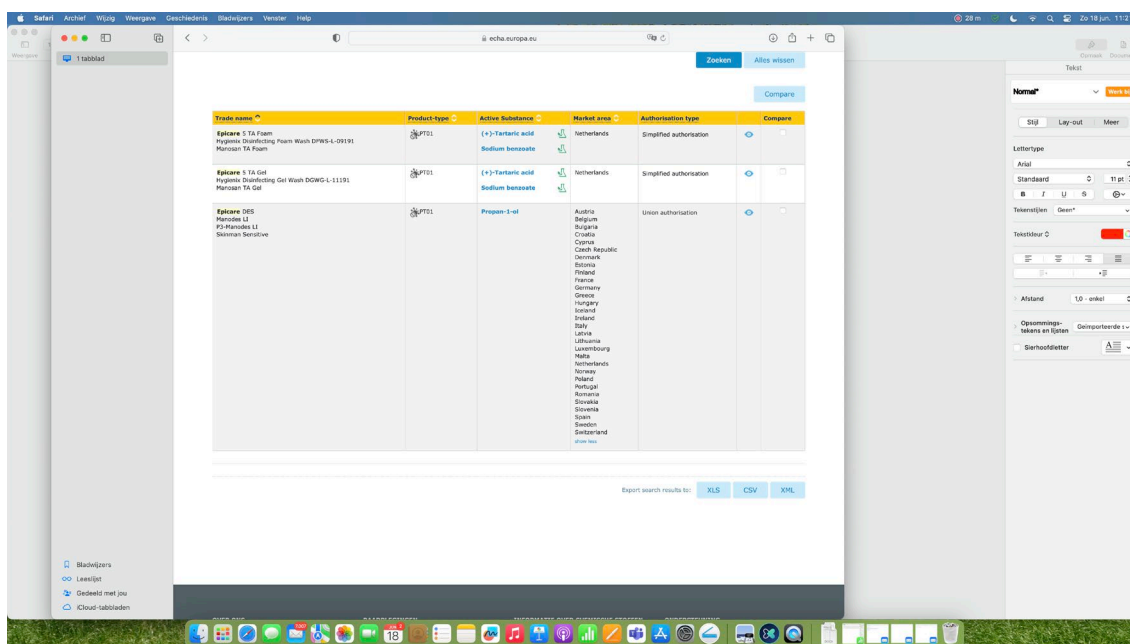 Safari Archief Wijzig Weergave Geschiedenis Bladwijzers Venster Help
28 m
Zo 18 jun. 11:2
1 tabblad
echa.europa.eu
Zoeken
Alles wissen
Compare
Trade name Product-type Active Substance Market area Authorisation type Compare
Epicare 5 TA Foam
Hygienix Disinfecting Foam Wash DFWS-L-09191
Manosan TA Foam
PT01
(+)-Tartaric acid
Sodium benzoate
Netherlands
Simplified authorisation
Epicare 5 TA Gel
Hygienix Disinfecting Gel Wash DGWG-L-11191
Manosan TA Gel
PT01
(+)-Tartaric acid
Sodium benzoate
Netherlands
Simplified authorisation
Epicare DES
Manodes LI
P3-Manodes LI
Skinman Sensitive
PT01
Propan-1-ol
Austria
Belgium
Bulgaria
Croatia
Cyprus
Czech Republic
Denmark
Estonia
Finland
France
Germany
Greece
Hungary
Iceland
Ireland
Italy
Latvia
Lithuania
Luxembourg
Malta
Netherlands
Norway
Poland
Portugal
Romania
Slovakia
Slovenia
Spain
Sweden
Switzerland
show less
Union authorisation
Export search results to: XLS CSV XML
Bladwijzers
Leeslijst
Gedeeld met jou
iCloud-tabbladen
Weergave
Tekst
Normal*
Stijl Lay-out Meer
Lettertype
Arial
Standaard 11 pt
B I U S
Tekenstijlen Geen*
Tekstkleur
Afstand 1,0 - enkel
Opsommings-
tekens en lijsten
Geïmporteerde s
Sierhoofdletter
18